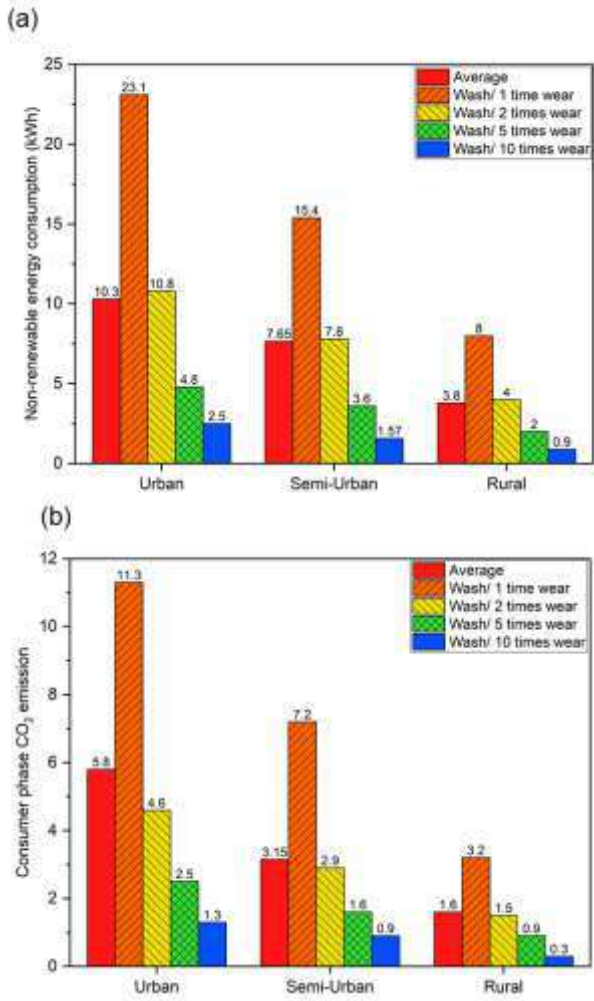 (a)
Non-renewable energy consumption (kWh)
25
20
15
10
5
0
Average
Wash/ 1 time wear
Wash/ 2 times wear
Wash/ 5 times wear
Wash/ 10 times wear
10.3
23.1
10.8
4.8
2.5
7.65
15.4
7.8
3.6
1.57
3.8
8
4
2
0.9
Urban Semi-Urban Rural
(b)
Consumer phase CO₂ emission
12
10
8
6
4
2
0
Average
Wash/ 1 time wear
Wash/ 2 times wear
Wash/ 5 times wear
Wash/ 10 times wear
5.8
11.3
4.6
2.5
1.3
3.15
7.2
2.9
1.6
0.9
1.6
3.2
1.5
0.9
0.3
Urban Semi-Urban Rural